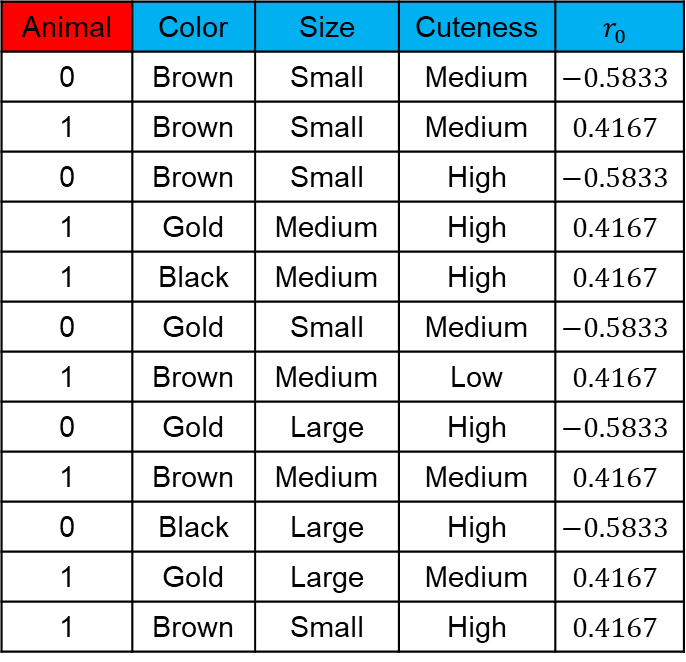 Animal Color Size Cuteness r₀
0 Brown Small Medium −0.5833
1 Brown Small Medium 0.4167
0 Brown Small High −0.5833
1 Gold Medium High 0.4167
1 Black Medium High 0.4167
0 Gold Small Medium −0.5833
1 Brown Medium Low 0.4167
0 Gold Large High −0.5833
1 Brown Medium Medium 0.4167
0 Black Large High −0.5833
1 Gold Large Medium 0.4167
1 Brown Small High 0.4167